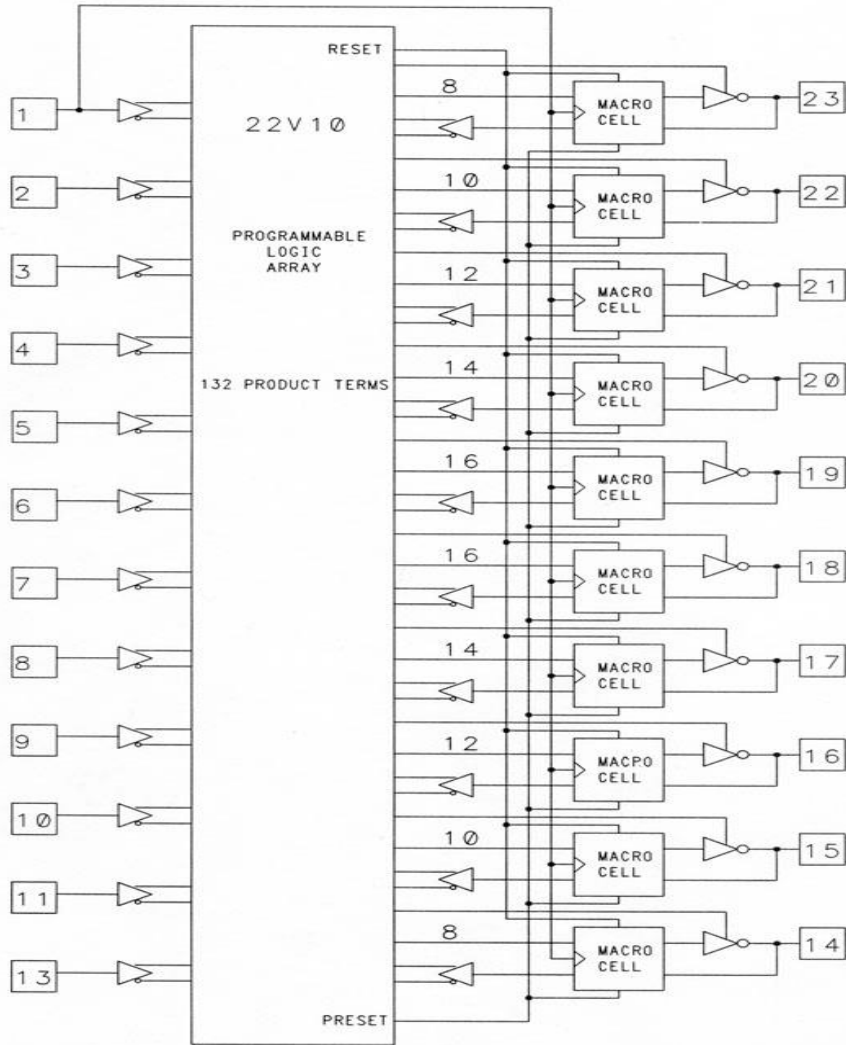 RESET
1
2
3
4
5
6
7
8
9
10
11
13
22V10
PROGRAMMABLE
LOGIC
ARRAY
132 PRODUCT TERMS
PRESET
8
MACRO
CELL
23
10
MACRO
CELL
22
12
MACRO
CELL
21
14
MACRO
CELL
20
16
MACRO
CELL
19
16
MACRO
CELL
18
14
MACRO
CELL
17
12
MACPO
CELL
16
10
MACRO
CELL
15
8
MACRO
CELL
14